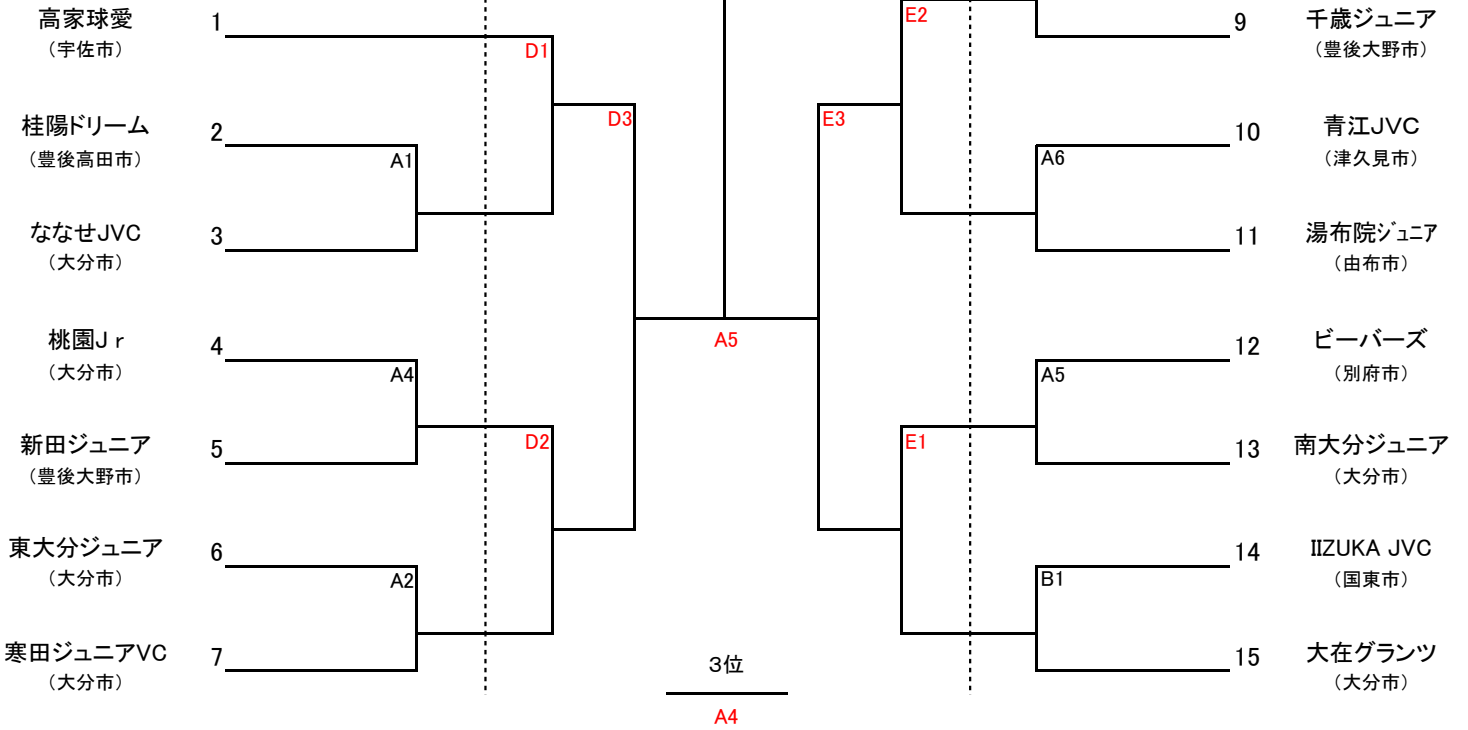 高家球愛
（宇佐市）
1
D1
桂陽ドリーム
（豊後高田市）
2
A1
ななせJVC
（大分市）
3
D3
桃園Ｊｒ
（大分市）
4
A4
新田ジュニア
（豊後大野市）
5
D2
東大分ジュニア
（大分市）
6
A2
寒田ジュニアVC
（大分市）
7
A5
3位
A4
E2
9
千歳ジュニア
（豊後大野市）
E3
10
青江JVC
（津久見市）
A6
11
湯布院ｼﾞｭﾆｱ
（由布市）
12
ビーバーズ
（別府市）
A5
13
南大分ジュニア
（大分市）
E1
14
IIZUKA JVC
（国東市）
B1
15
大在グランツ
（大分市）